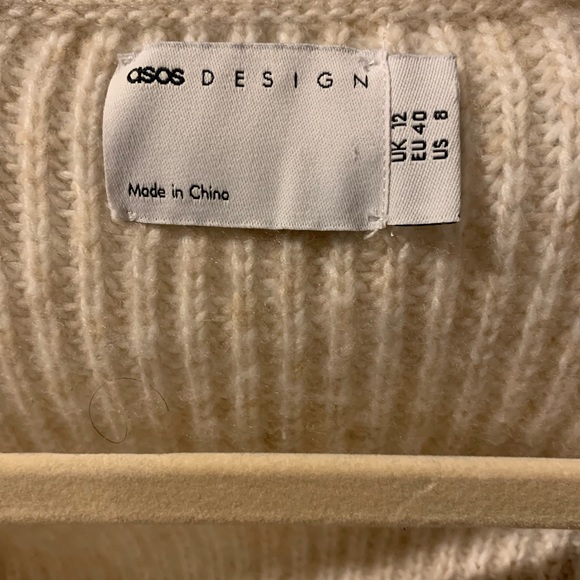 asos DESIGN
Made in China
UK 12
EU 40
US 8